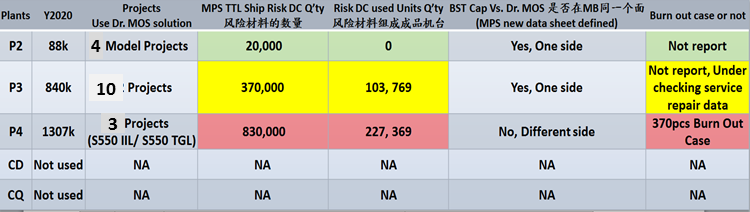 Plants Y2020 Projects MPS TTL Ship Risk DC Q'ty Risk DC used Units Q'ty BST Cap Vs. Dr. MOS 是否在MB同一个面 Burn out case or not
Use Dr. MOS solution 风险材料的数量 风险材料组成成品机台 (MPS new data sheet defined)
P2 88k 4 Model Projects 20,000 0 Yes, One side Not report
P3 840k 10 Projects 370,000 103, 769 Yes, One side Not report, Under
checking service
repair data
P4 1307k 3 Projects 830,000 227, 369 No, Different side 370pcs Burn Out
(S550 IIL/ S550 TGL) Case
CD Not used NA NA NA NA NA
CQ Not used NA NA NA NA NA